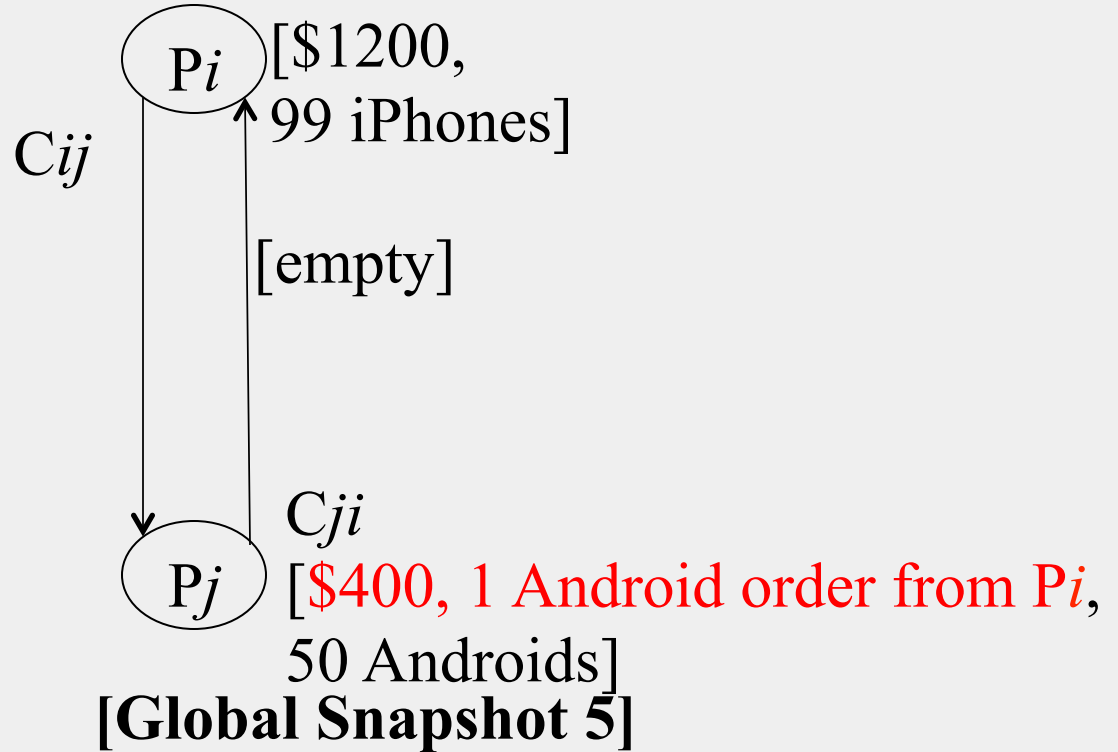 Pi
[$1200,
99 iPhones]
Cij
[empty]
Cji
Pj
[$400, 1 Android order from Pi,
50 Androids]
[Global Snapshot 5]